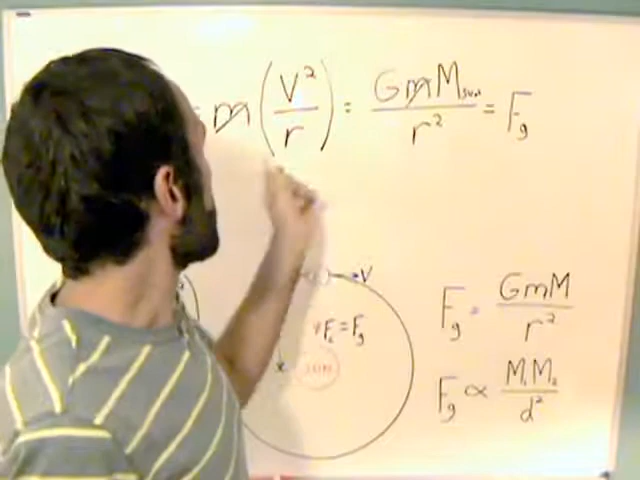 = m (V²/r) = GmM_sun/r² = F_g
V
F_c = F_g
SUN
F_g = GmM/r²
F_g ∝ M₁M₂/d²